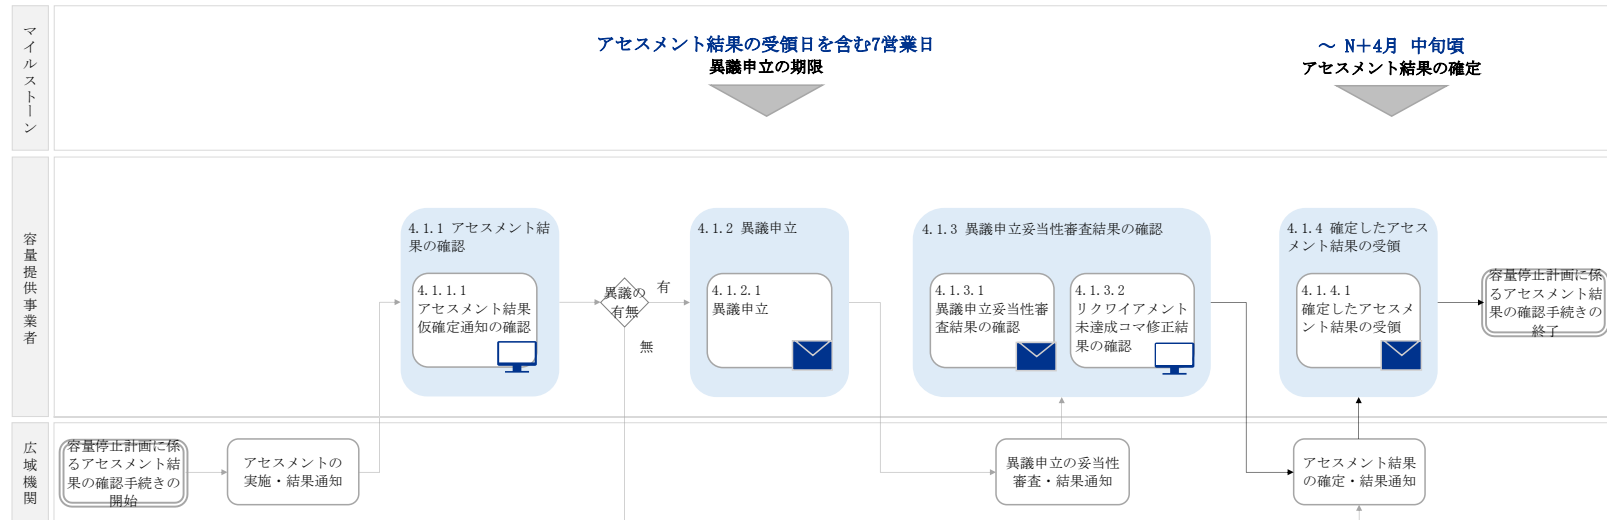 マイルストーン
アセスメント結果の受領日を含む7営業日
異議申立の期限
～ N＋4月 中旬頃
アセスメント結果の確定
容量提供事業者
4.1.1 アセスメント結
果の確認
4.1.1.1
アセスメント結果
仮確定通知の確認
異議の
有無
有
無
4.1.2 異議申立
4.1.2.1
異議申立
4.1.3 異議申立妥当性審査結果の確認
4.1.3.1
異議申立妥当性審
査結果の確認
4.1.3.2
リクワイアメント
未達成コマ修正結
果の確認
4.1.4 確定したアセス
メント結果の受領
4.1.4.1
確定したアセスメ
ント結果の受領
容量停止計画に係
るアセスメント結
果の確認手続きの
終了
広域機関
容量停止計画に係
るアセスメント結
果の確認手続きの
開始
アセスメントの
実施・結果通知
異議申立の妥当性
審査・結果通知
アセスメント結果
の確定・結果通知